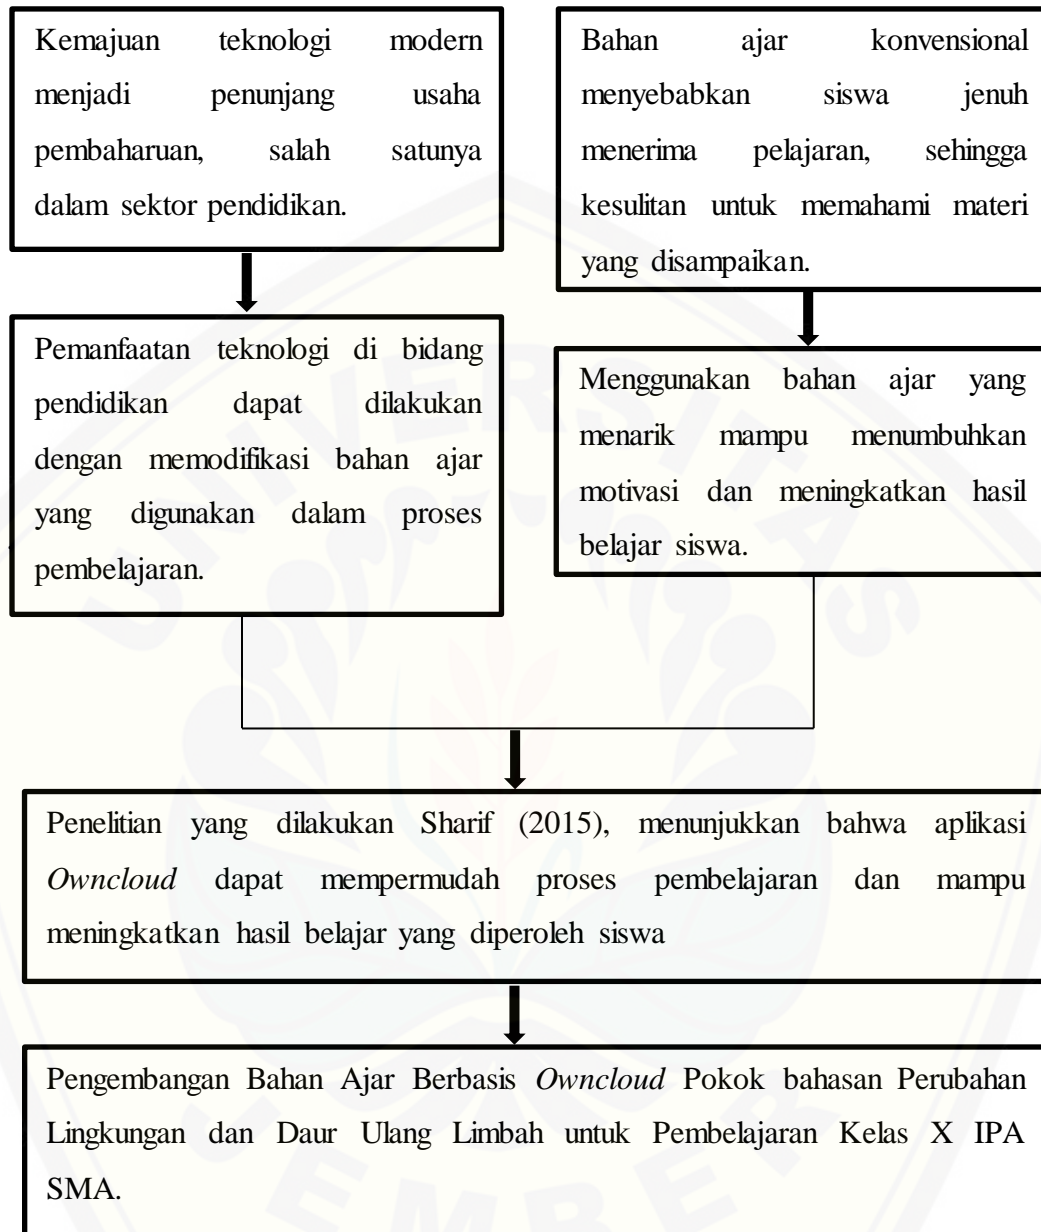 Kemajuan teknologi modern
menjadi penunjang usaha
pembaharuan, salah satunya
dalam sektor pendidikan.
Bahan ajar konvensional
menyebabkan siswa jenuh
menerima pelajaran, sehingga
kesulitan untuk memahami materi
yang disampaikan.
Pemanfaatan teknologi di bidang
pendidikan dapat dilakukan
dengan memodifikasi bahan ajar
yang digunakan dalam proses
pembelajaran.
Menggunakan bahan ajar yang
menarik mampu menumbuhkan
motivasi dan meningkatkan hasil
belajar siswa.
Penelitian yang dilakukan Sharif (2015), menunjukkan bahwa aplikasi
Owncloud dapat mempermudah proses pembelajaran dan mampu
meningkatkan hasil belajar yang diperoleh siswa
Pengembangan Bahan Ajar Berbasis Owncloud Pokok bahasan Perubahan
Lingkungan dan Daur Ulang Limbah untuk Pembelajaran Kelas X IPA
SMA.
UNIVERSITAS
JEMBER